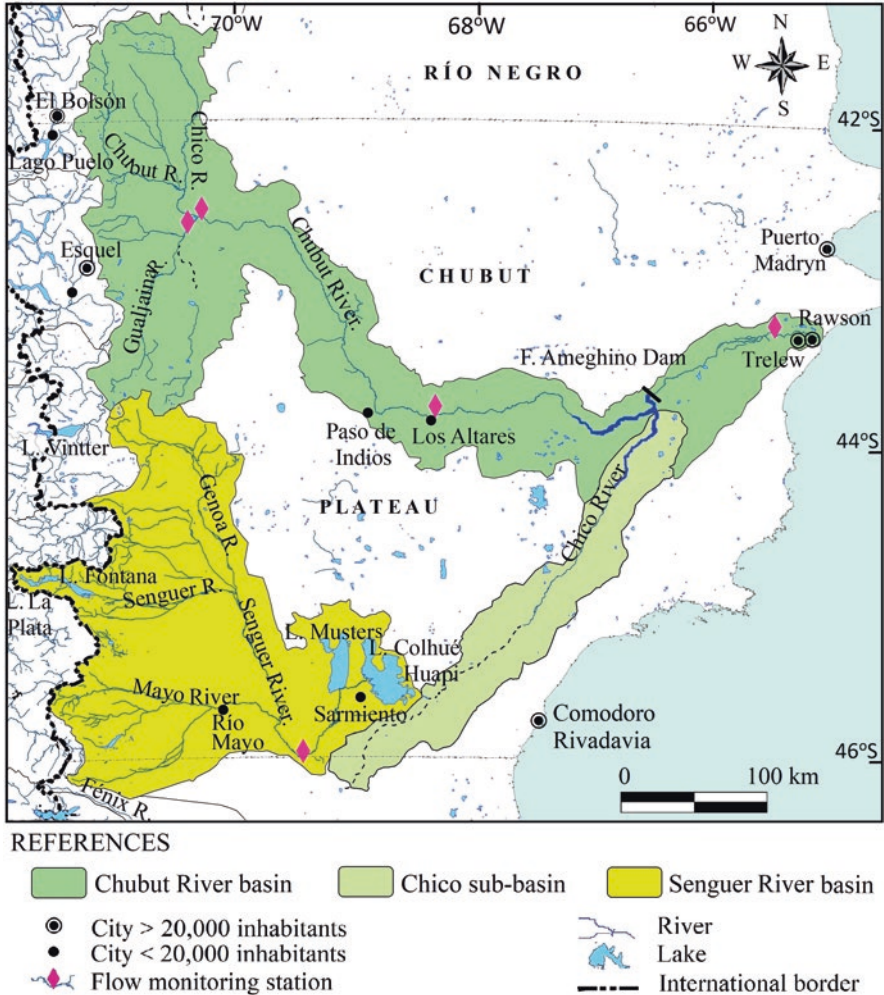 70°W
68°W
66°W
N
W
E
S
RÍO NEGRO
El Bolsón
42°S
Lago Puelo
Chubut R.
Chico R.
Esquel
Gualjaina R.
Chubut River
CHUBUT
Puerto
Madryn
Rawson
Trelew
F. Ameghino Dam
Paso de
Indios
Los Altares
44°S
L. Vintter
PLATEAU
Genoa R.
Chico River
L. Fontana
L. La
Plata
Senguer R.
Senguer River
L. Musters
L. Colhué
Huapi
Mayo River
Río
Mayo
Sarmiento
Comodoro
Rivadavia
46°S
Fénix R.
0
100 km
REFERENCES
Chubut River basin
Chico sub-basin
Senguer River basin
City > 20,000 inhabitants
City < 20,000 inhabitants
Flow monitoring station
River
Lake
International border